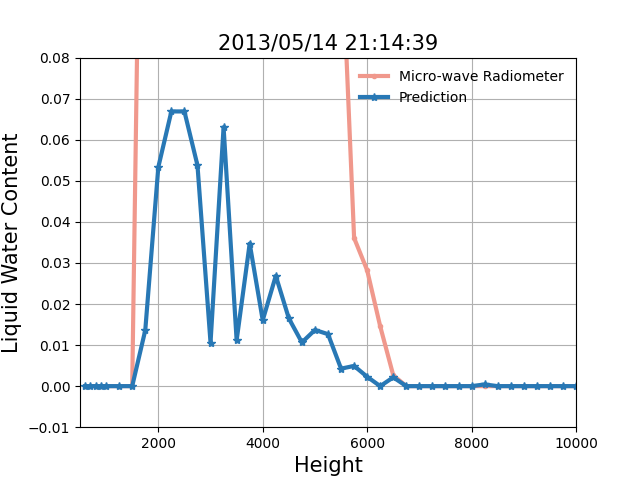 2013/05/14 21:14:39
Micro-wave Radiometer
Prediction
Liquid Water Content
0.08
0.07
0.06
0.05
0.04
0.03
0.02
0.01
0.00
−0.01
2000 4000 6000 8000 10000
Height